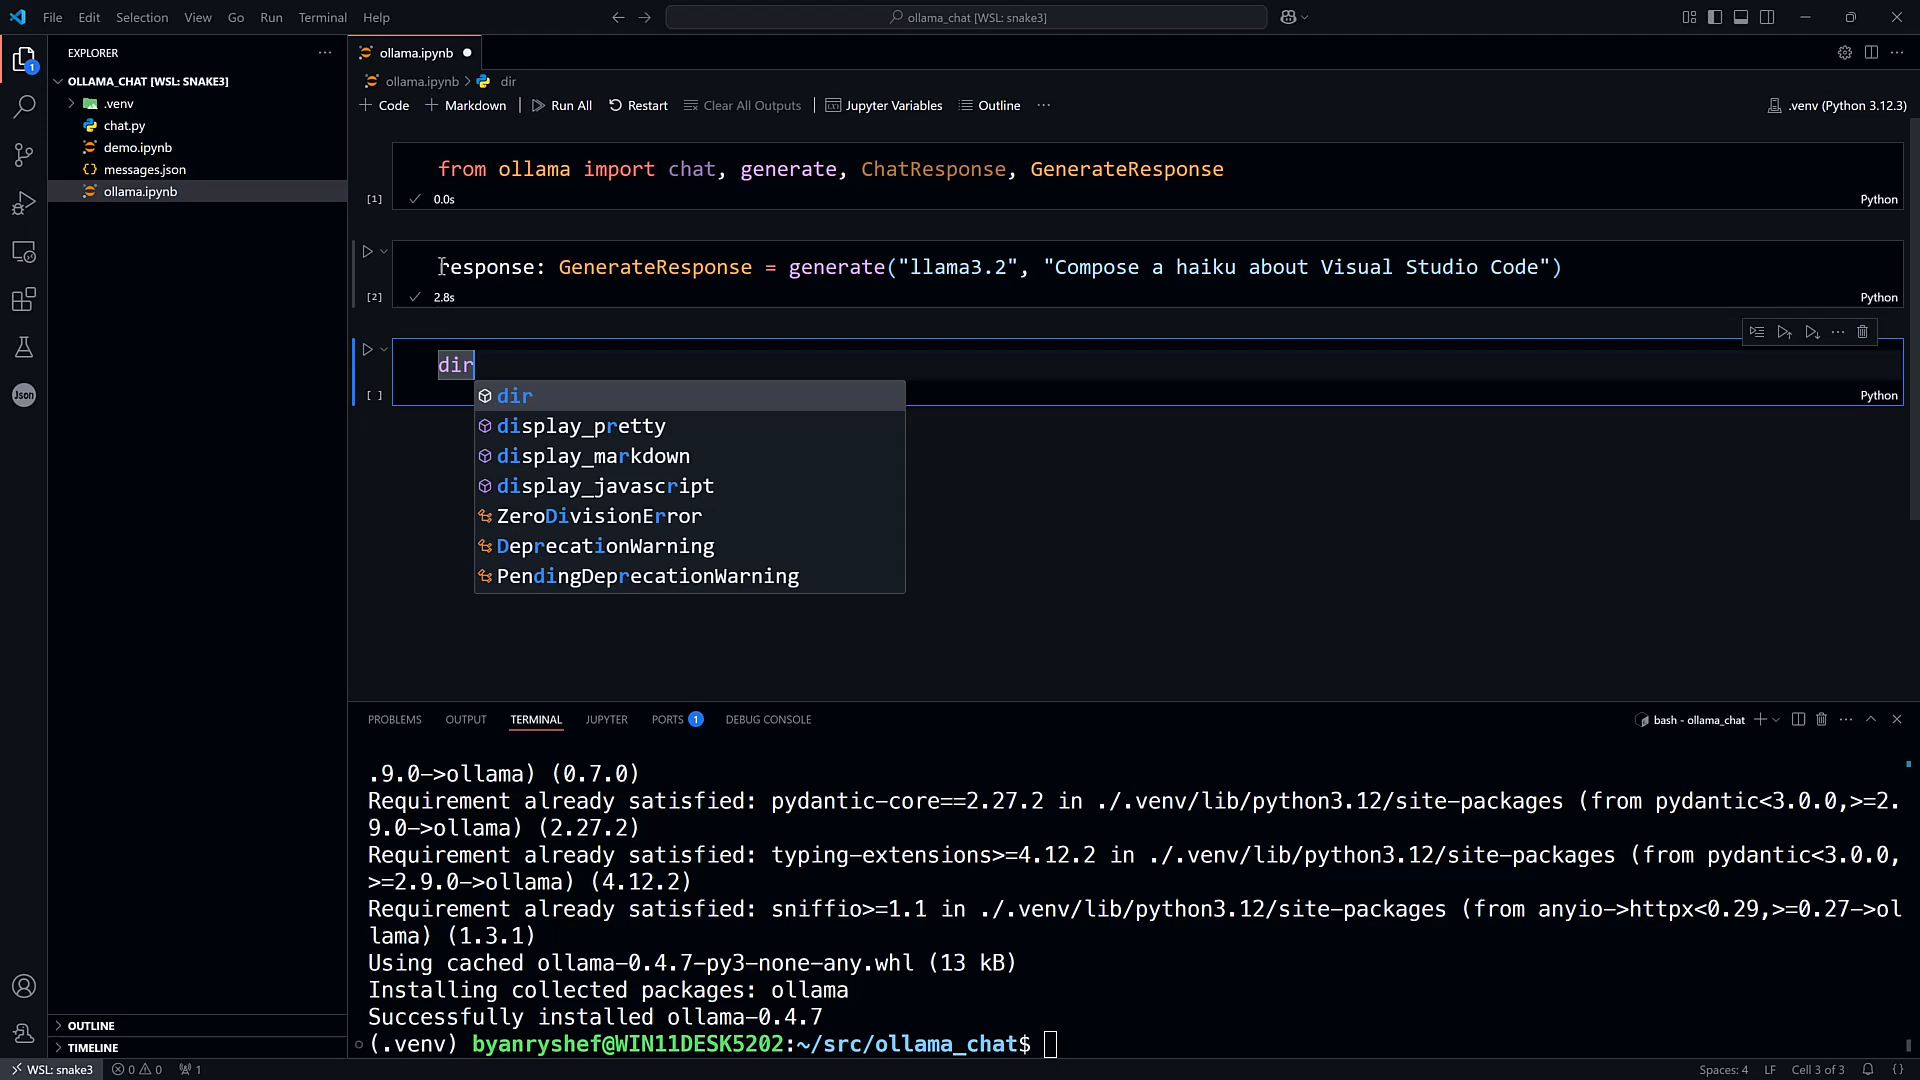 File Edit Selection View Go Run Terminal Help
ollama_chat [WSL: snake3]
EXPLORER
OLLAMA_CHAT [WSL: SNAKE3]
.venv
chat.py
demo.ipynb
messages.json
ollama.ipynb
1
OUTLINE
TIMELINE
Json
ollama.ipynb
ollama.ipynb > dir
Code Markdown Run All Restart Clear All Outputs Jupyter Variables Outline
.venv (Python 3.12.3)
from ollama import chat, generate, ChatResponse, GenerateResponse
[1] 0.0s Python
response: GenerateResponse = generate("llama3.2", "Compose a haiku about Visual Studio Code")
[2] 2.8s Python
dir
[ ] Python
dir
display_pretty
display_markdown
display_javascript
ZeroDivisionError
DeprecationWarning
PendingDeprecationWarning
PROBLEMS OUTPUT TERMINAL JUPYTER PORTS 1 DEBUG CONSOLE
bash - ollama_chat
.9.0->ollama) (0.7.0)
Requirement already satisfied: pydantic-core==2.27.2 in ./.venv/lib/python3.12/site-packages (from pydantic<3.0.0,>=2.
9.0->ollama) (2.27.2)
Requirement already satisfied: typing-extensions>=4.12.2 in ./.venv/lib/python3.12/site-packages (from pydantic<3.0.0,
>=2.9.0->ollama) (4.12.2)
Requirement already satisfied: sniffio>=1.1 in ./.venv/lib/python3.12/site-packages (from anyio->httpx<0.29,>=0.27->ol
lama) (1.3.1)
Using cached ollama-0.4.7-py3-none-any.whl (13 kB)
Installing collected packages: ollama
Successfully installed ollama-0.4.7
(.venv) byanryshef@WIN11DESK5202:~/src/ollama_chat$
WSL: snake3 0 0 1
Spaces: 4 LF Cell 3 of 3